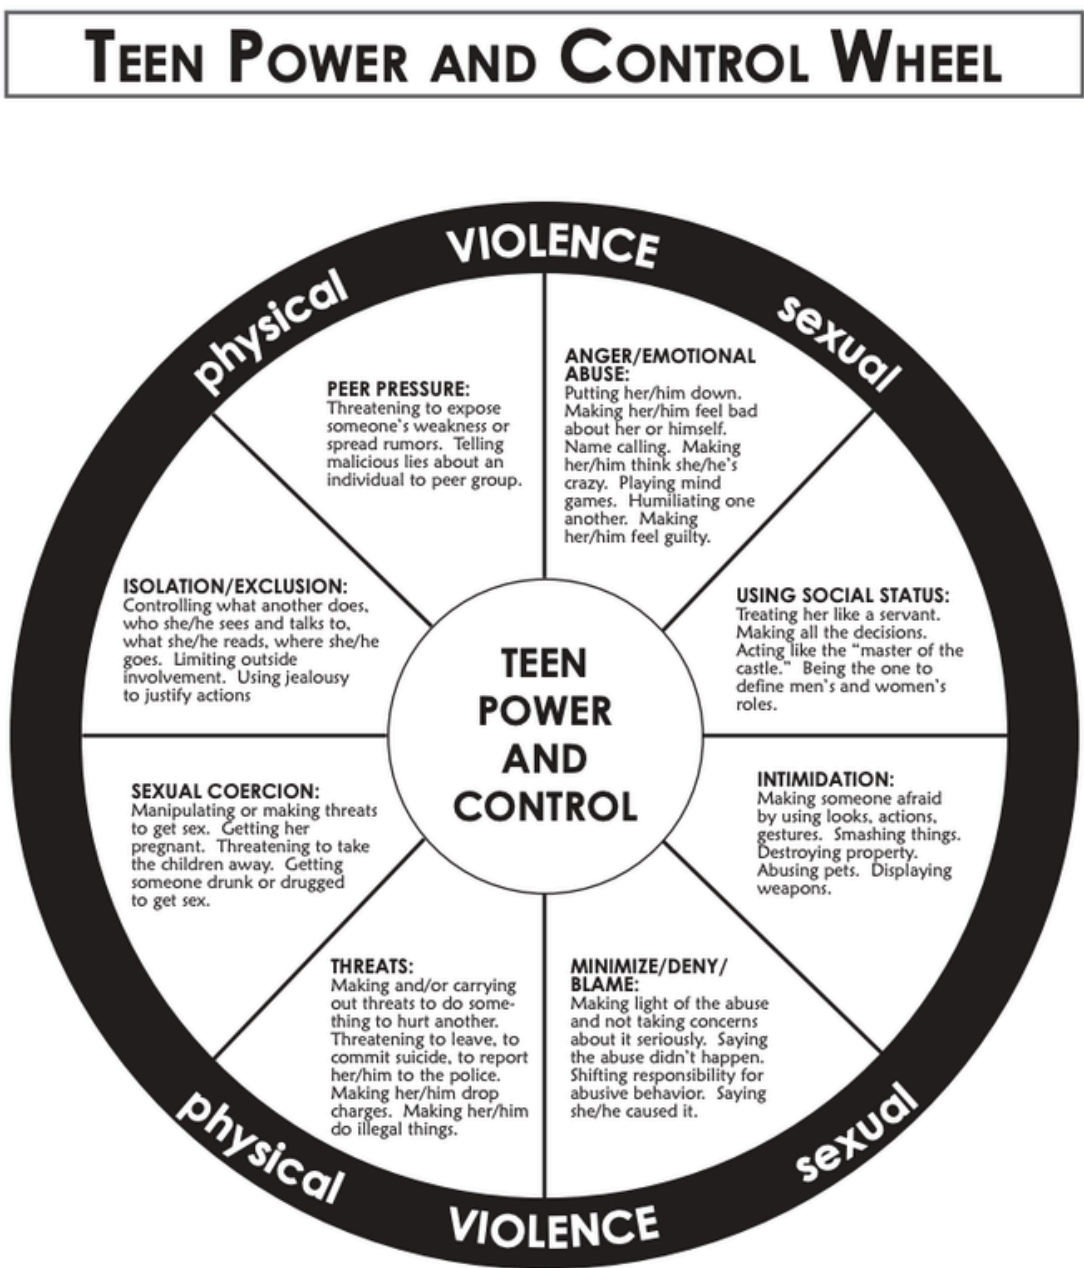 TEEN POWER AND CONTROL WHEEL
VIOLENCE
physical
sexual
PEER PRESSURE:
Threatening to expose
someone's weakness or
spread rumors. Telling
malicious lies about an
individual to peer group.
ANGER/EMOTIONAL
ABUSE:
Putting her/him down.
Making her/him feel bad
about her or himself.
Name calling. Making
her/him think she/he's
crazy. Playing mind
games. Humiliating one
another. Making
her/him feel guilty.
ISOLATION/EXCLUSION:
Controlling what another does,
who she/he sees and talks to,
what she/he reads, where she/he
goes. Limiting outside
involvement. Using jealousy
to justify actions
USING SOCIAL STATUS:
Treating her like a servant.
Making all the decisions.
Acting like the “master of the
castle.” Being the one to
define men's and women's
roles.
TEEN
POWER
AND
CONTROL
SEXUAL COERCION:
Manipulating or making threats
to get sex. Getting her
pregnant. Threatening to take
the children away. Getting
someone drunk or drugged
to get sex.
INTIMIDATION:
Making someone afraid
by using looks, actions,
gestures. Smashing things.
Destroying property.
Abusing pets. Displaying
weapons.
THREATS:
Making and/or carrying
out threats to do some-
thing to hurt another.
Threatening to leave, to
commit suicide, to report
her/him to the police.
Making her/him drop
charges. Making her/him
do illegal things.
MINIMIZE/DENY/
BLAME:
Making light of the abuse
and not taking concerns
about it seriously. Saying
the abuse didn't happen.
Shifting responsibility for
abusive behavior. Saying
she/he caused it.
physical
sexual
VIOLENCE